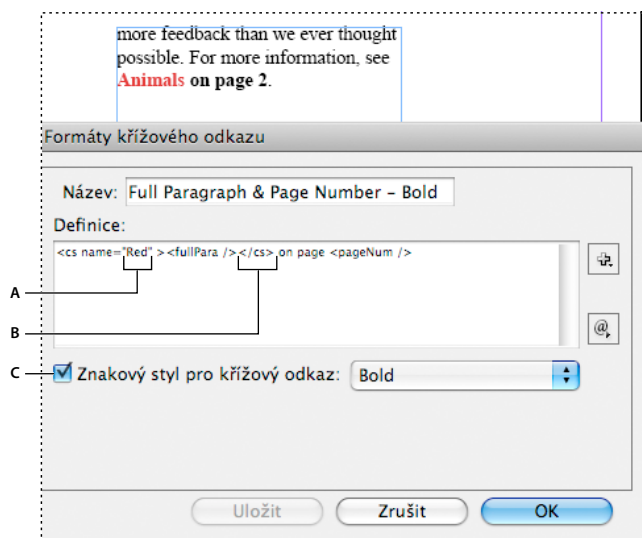 more feedback than we ever thought
possible. For more information, see
Animals on page 2.
Formáty křížového odkazu
Název: Full Paragraph & Page Number – Bold
Definice:
<cs name="Red" ><fullPara /></cs> on page <pageNum />
A
B
@
C
Znakový styl pro křížový odkaz: Bold
Uložit Zrušit OK